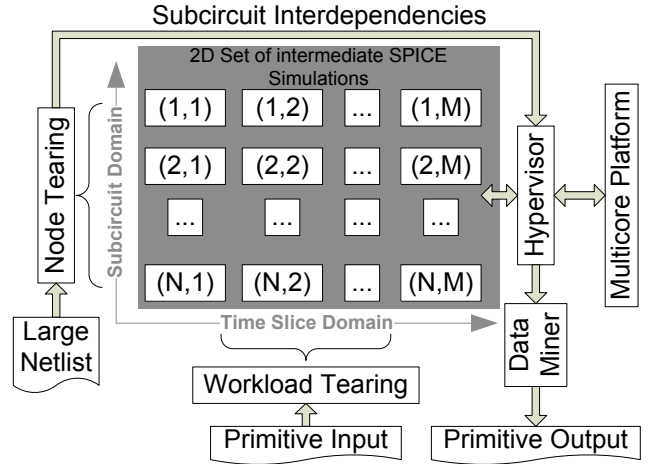 Subcircuit Interdependencies
2D Set of intermediate SPICE
Simulations
(1,1) (1,2) ... (1,M)
(2,1) (2,2) ... (2,M)
... ... ... ...
(N,1) (N,2) ... (N,M)
Subcircuit Domain
Node Tearing
Hypervisor
Multicore Platform
Time Slice Domain
Large
Netlist
Workload Tearing
Data
Miner
Primitive Input
Primitive Output